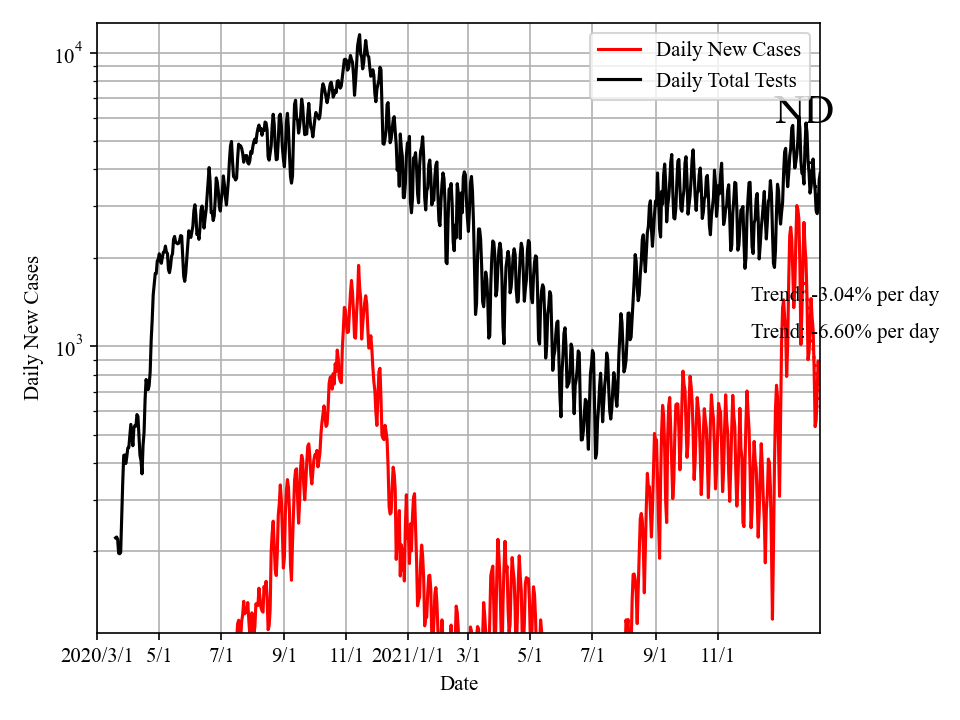 Daily New Cases
Daily Total Tests
ND
10^4
10^3
Daily New Cases
Trend: -3.04% per day
Trend: -6.60% per day
2020/3/1 5/1 7/1 9/1 11/1 2021/1/1 3/1 5/1 7/1 9/1 11/1
Date